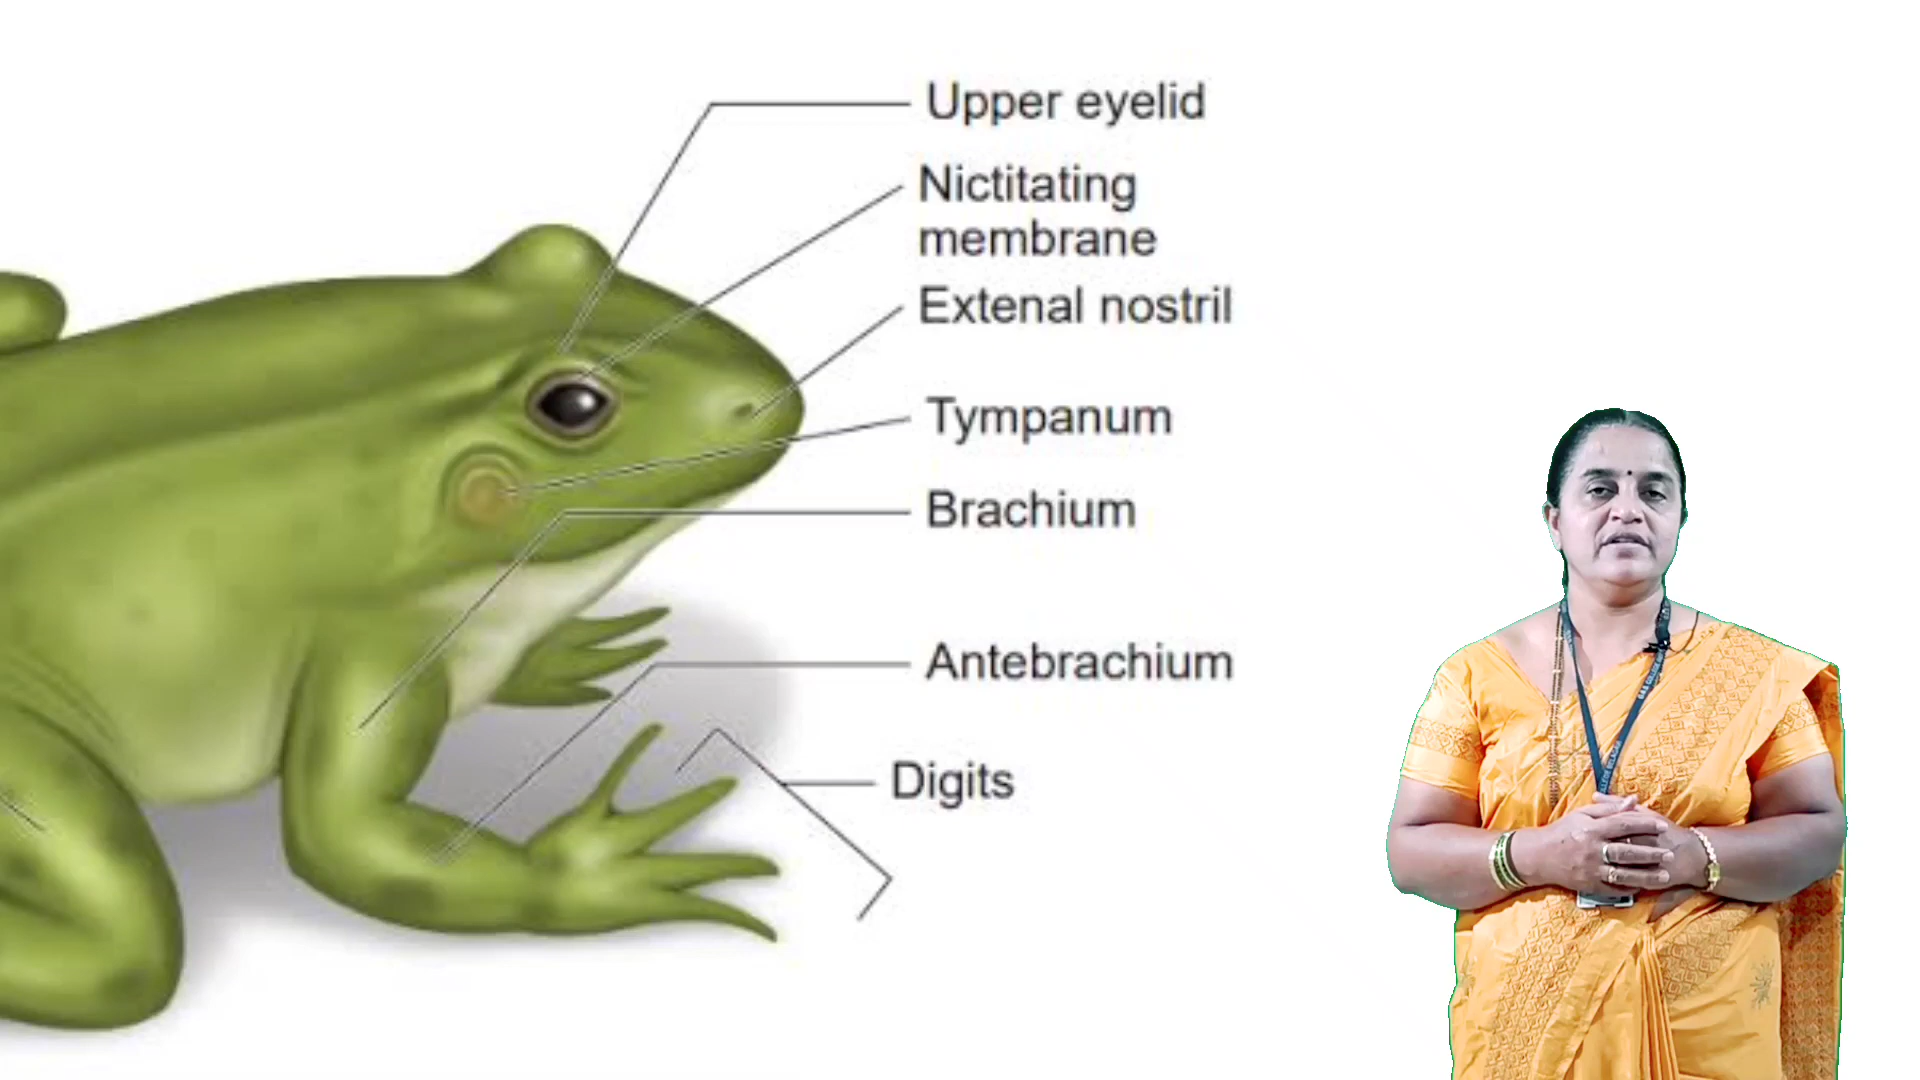 Upper eyelid
Nictitating
membrane
Extenal nostril
Tympanum
Brachium
Antebrachium
Digits